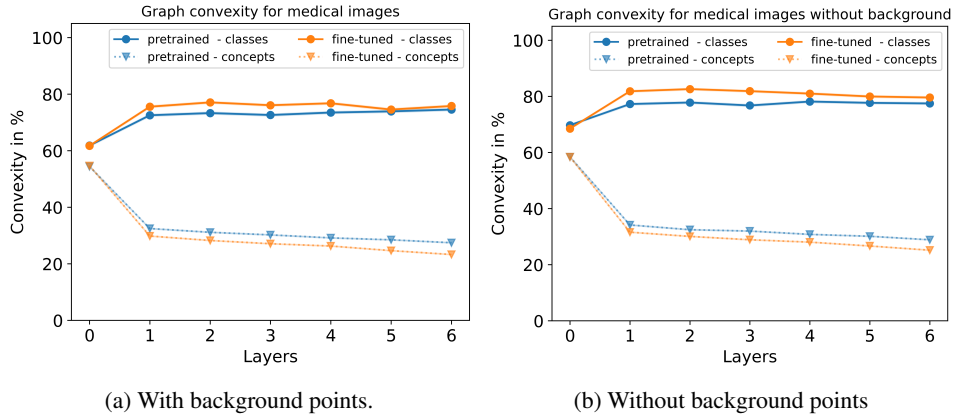 Graph convexity for medical images
100
80
60
40
20
0
Convexity in %
pretrained - classes
pretrained - concepts
fine-tuned - classes
fine-tuned - concepts
0 1 2 3 4 5 6
Layers
(a) With background points.
Graph convexity for medical images without background
100
80
60
40
20
0
Convexity in %
pretrained - classes
pretrained - concepts
fine-tuned - classes
fine-tuned - concepts
0 1 2 3 4 5 6
Layers
(b) Without background points